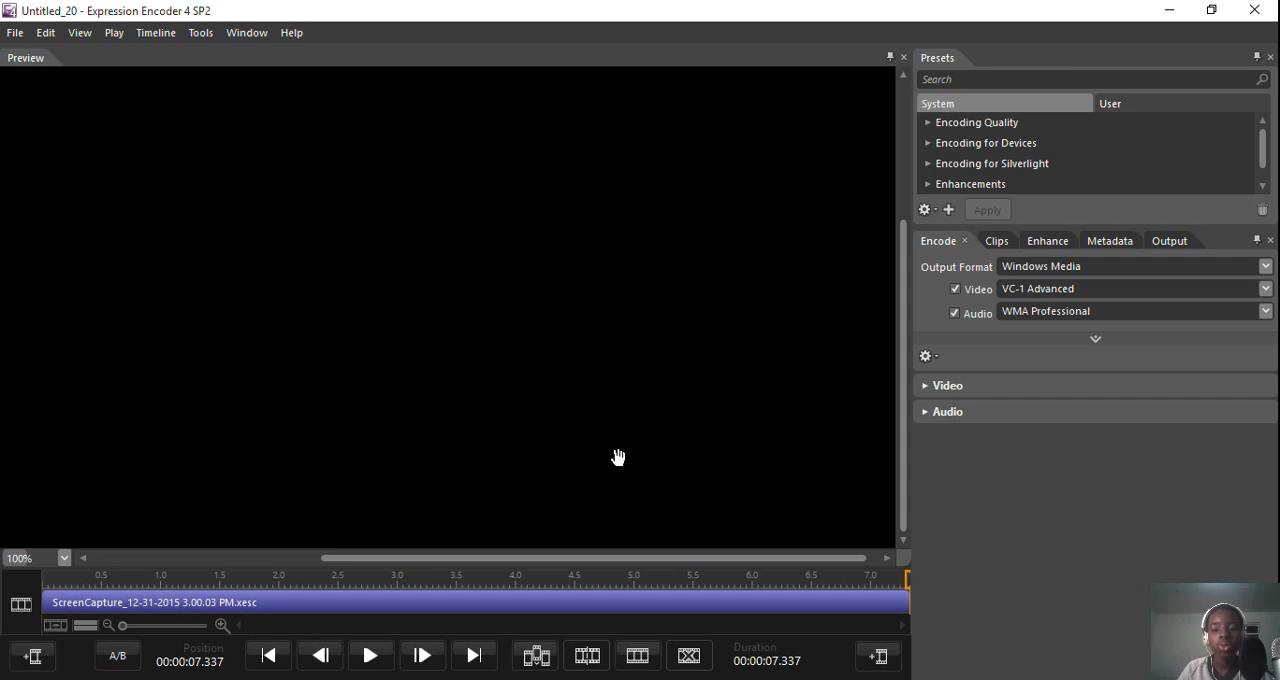 Untitled_20 - Expression Encoder 4 SP2
File Edit View Play Timeline Tools Window Help
Preview
Presets
Search
System User
Encoding Quality
Encoding for Devices
Encoding for Silverlight
Enhancements
Apply
Encode Clips Enhance Metadata Output
Output Format Windows Media
Video VC-1 Advanced
Audio WMA Professional
Video
Audio
100%
0.5 1.0 1.5 2.0 2.5 3.0 3.5 4.0 4.5 5.0 5.5 6.0 6.5 7.0
ScreenCapture_12-31-2015 3.00.03 PM.xesc
A/B
Position
00:00:07.337
Duration
00:00:07.337